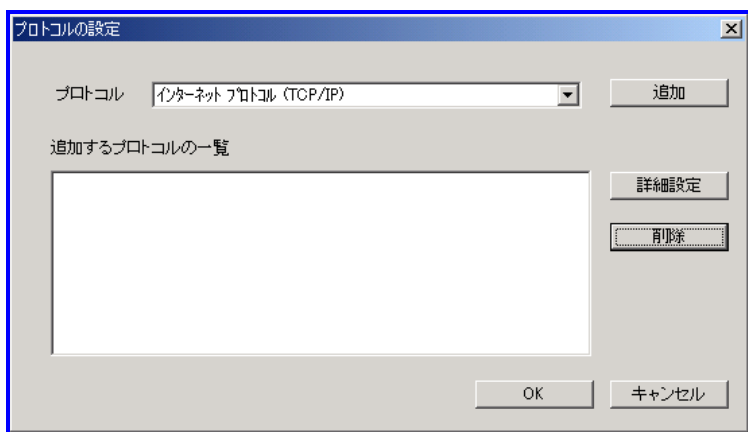 プロトコルの設定
プロトコル
インターネット プロトコル (TCP/IP)
追加
追加するプロトコルの一覧
詳細設定
削除
OK
キャンセル